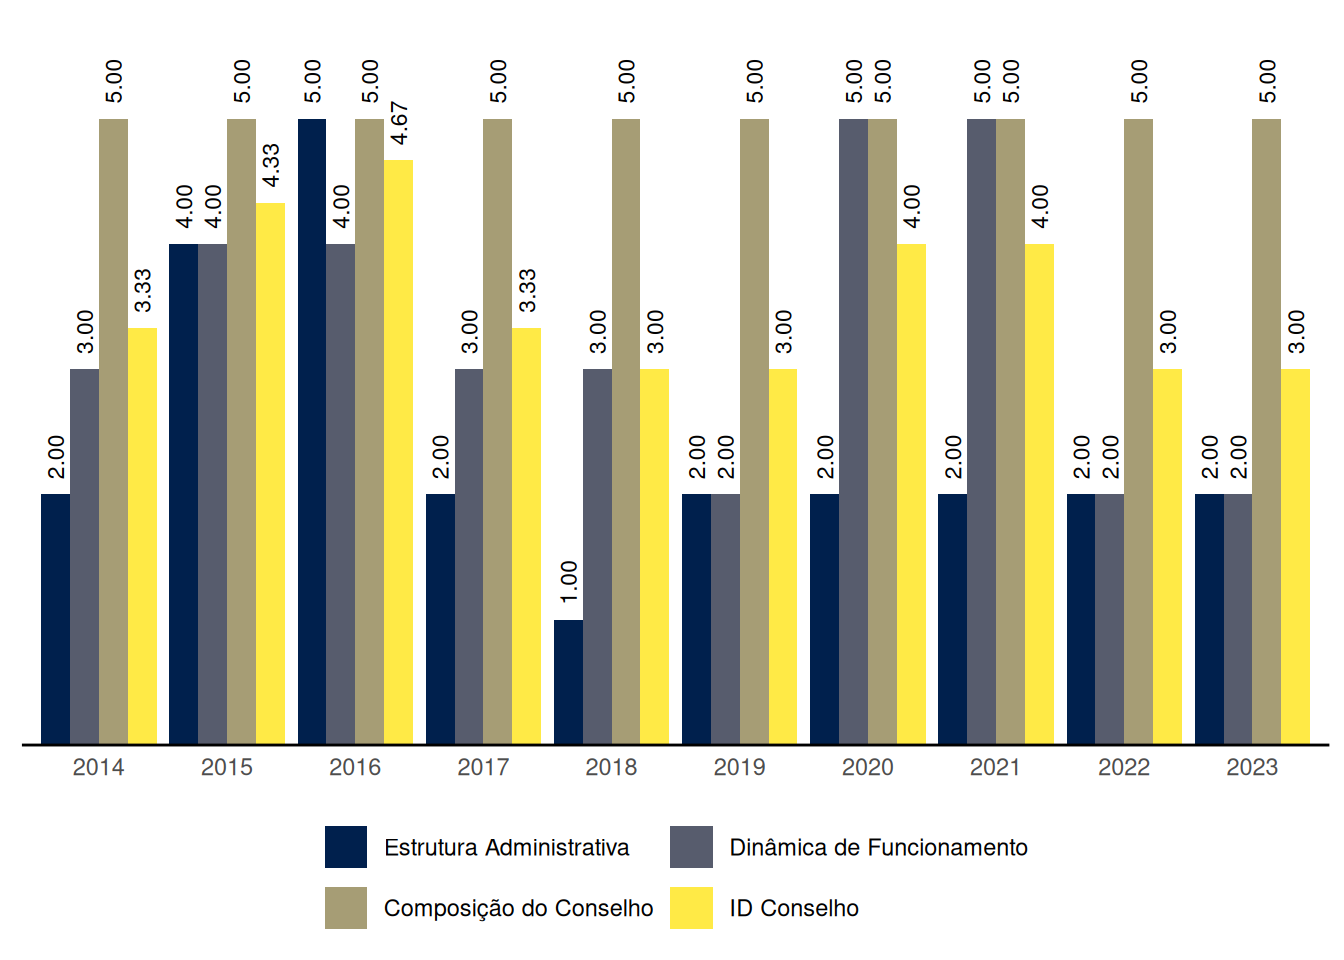 2.00 3.00 5.00 3.33
4.00 4.00 5.00 4.33
5.00 4.00 5.00 4.67
2.00 3.00 5.00 3.33
1.00 3.00 5.00 3.00
2.00 2.00 5.00 3.00
2.00 5.00 5.00 4.00
2.00 5.00 5.00 4.00
2.00 2.00 5.00 3.00
2.00 2.00 5.00 3.00
2014 2015 2016 2017 2018 2019 2020 2021 2022 2023
Estrutura Administrativa Dinâmica de Funcionamento
Composição do Conselho ID Conselho